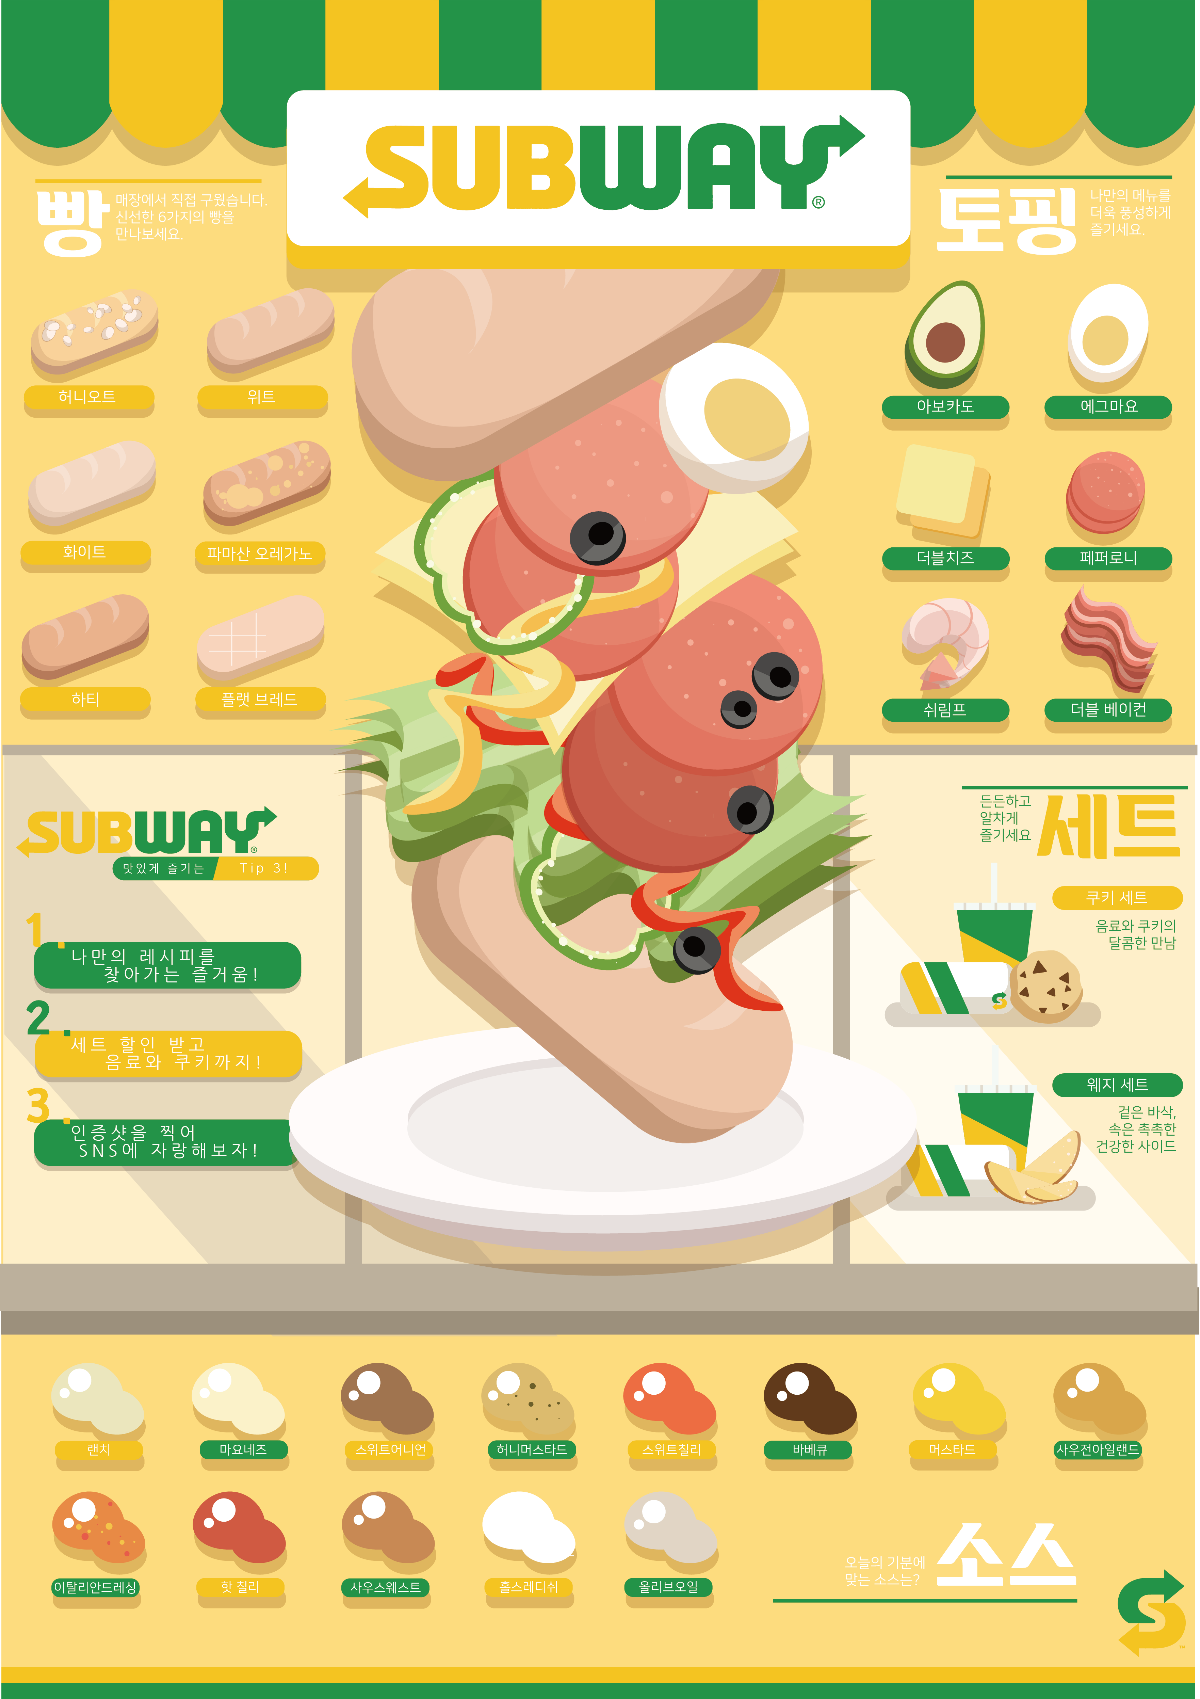 SUBWAY®
빵
매장에서 직접 구웠습니다.
신선한 6가지의 빵을
만나보세요.
허니오트
위트
화이트
파마산 오레가노
하티
플랫 브레드
토핑
나만의 메뉴를
더욱 풍성하게
즐기세요.
아보카도
에그마요
더블치즈
페퍼로니
쉬림프
더블 베이컨
SUBWAY®
맛있게 즐기는 Tip 3!
1.
나만의 레시피를
찾아가는 즐거움!
2.
세트 할인 받고
음료와 쿠키까지!
3.
인증샷을 찍어
SNS에 자랑해보자!
든든하고
알차게
즐기세요
세트
쿠키 세트
음료와 쿠키의
달콤한 만남
웨지 세트
겉은 바삭,
속은 촉촉한
건강한 사이드
랜치
마요네즈
스위트어니언
허니머스타드
스위트칠리
바베큐
머스타드
사우전아일랜드
이탈리안드레싱
핫 칠리
사우스웨스트
홀스래디쉬
올리브오일
오늘의 기분에
맞는 소스는?
소스